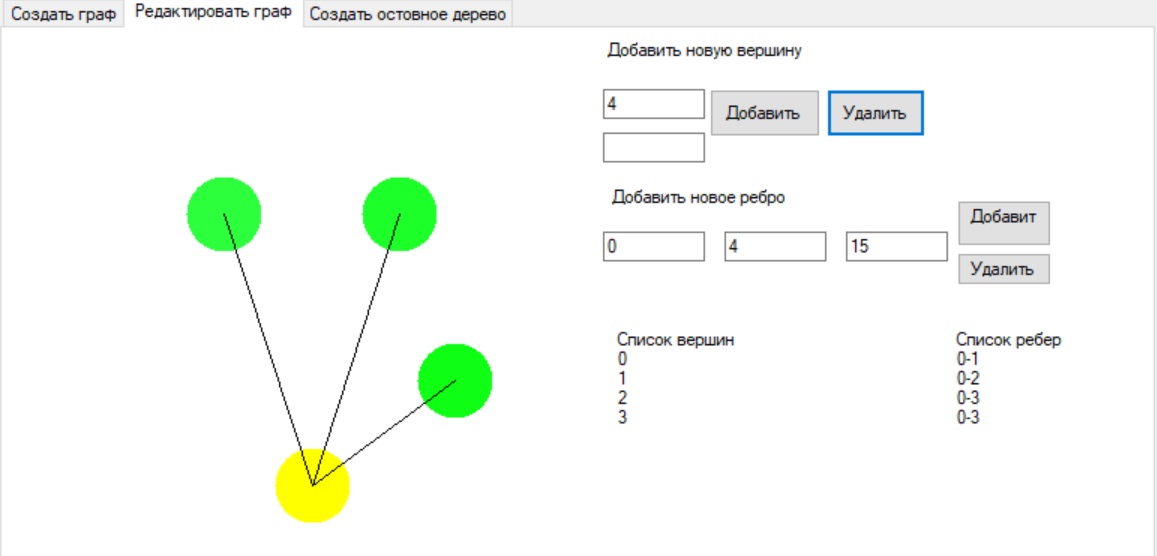 Создать граф Редактировать граф Создать остовное дерево
Добавить новую вершину
4 Добавить Удалить
Добавить новое ребро
Добавит
0 4 15
Удалить
Список вершин Список ребер
0 0-1
1 0-2
2 0-3
3 0-3